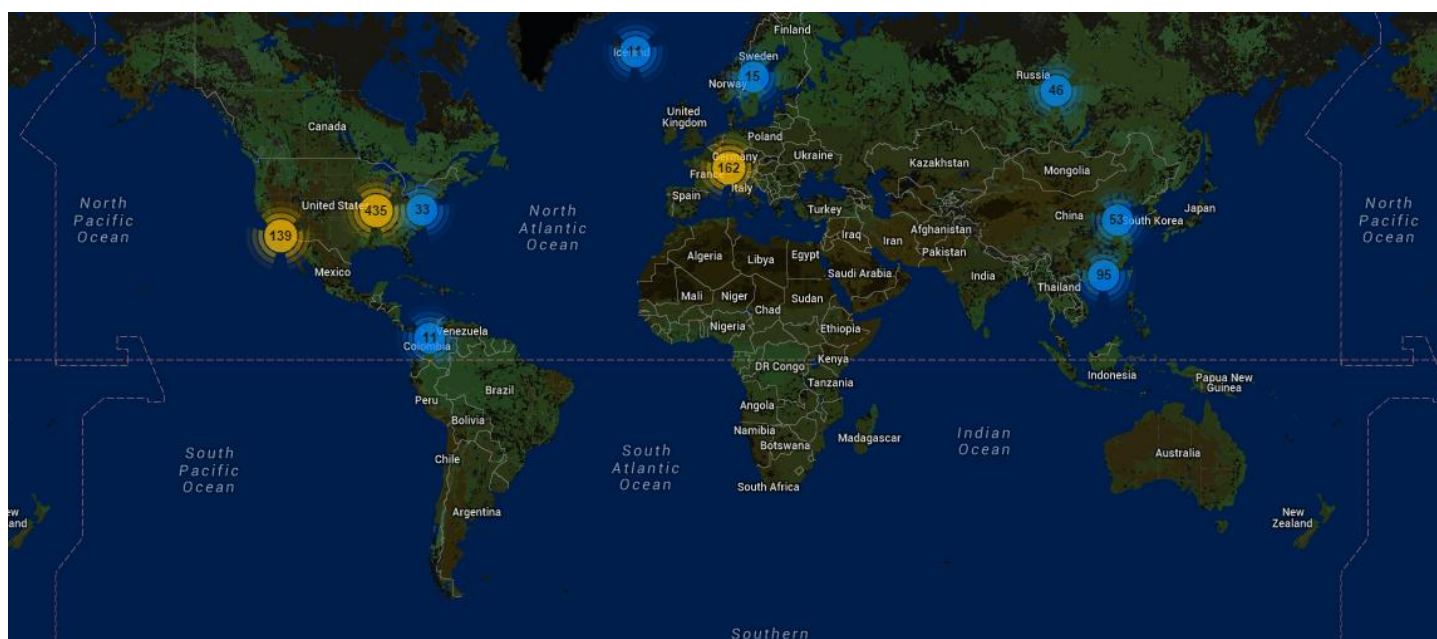 Finland
11
Sweden
Norway
15
Russia
46
United
Kingdom
Canada
Poland
Germany
162
France
Ukraine
Italy
Kazakhstan
Mongolia
Spain
North
Pacific
Ocean
United States
435
33
139
North
Atlantic
Ocean
Turkey
China
53
South Korea
Japan
North
Pacific
Ocean
Mexico
Algeria
Libya
Egypt
Iraq
Iran
Afghanistan
Pakistan
Saudi Arabia
India
95
Thailand
Mali
Niger
Chad
Sudan
Nigeria
Ethiopia
11
Venezuela
Colombia
DR Congo
Kenya
Tanzania
Indonesia
Papua New
Guinea
Peru
Brazil
Bolivia
Angola
Namibia
Botswana
Madagascar
South
Pacific
Ocean
Chile
South
Atlantic
Ocean
Indian
Ocean
Australia
South Africa
Argentina
ew
and
New
Zealand
Southern